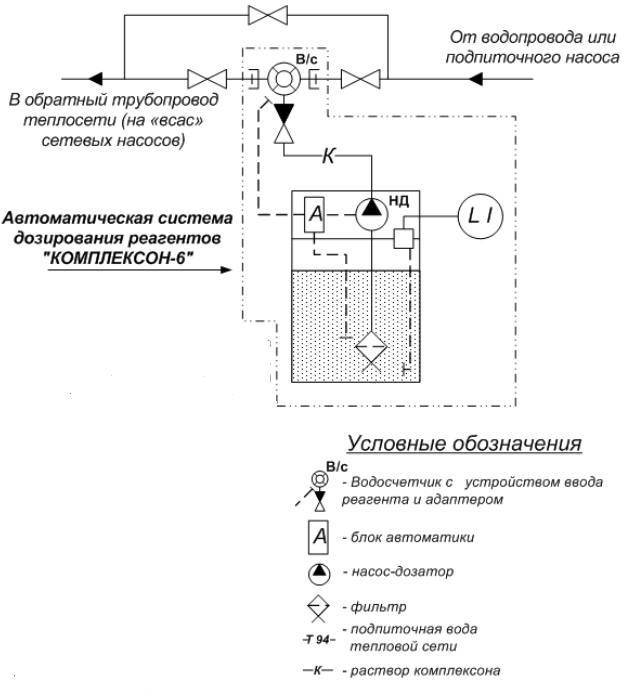 В/с
От водопровода или
подпиточного насоса
В обратный трубопровод
теплосети (на «всас»
сетевых насосов)
К
НД
А
L I
Автоматическая система
дозирования реагентов
"КОМПЛЕКСОН-6"
Условные обозначения
В/с
- Водосчетчик с устройством ввода
реагента и адаптером
А
- блок автоматики
- насос-дозатор
- фильтр
Т 94
- подпиточная вода
тепловой сети
К
- раствор комплексона